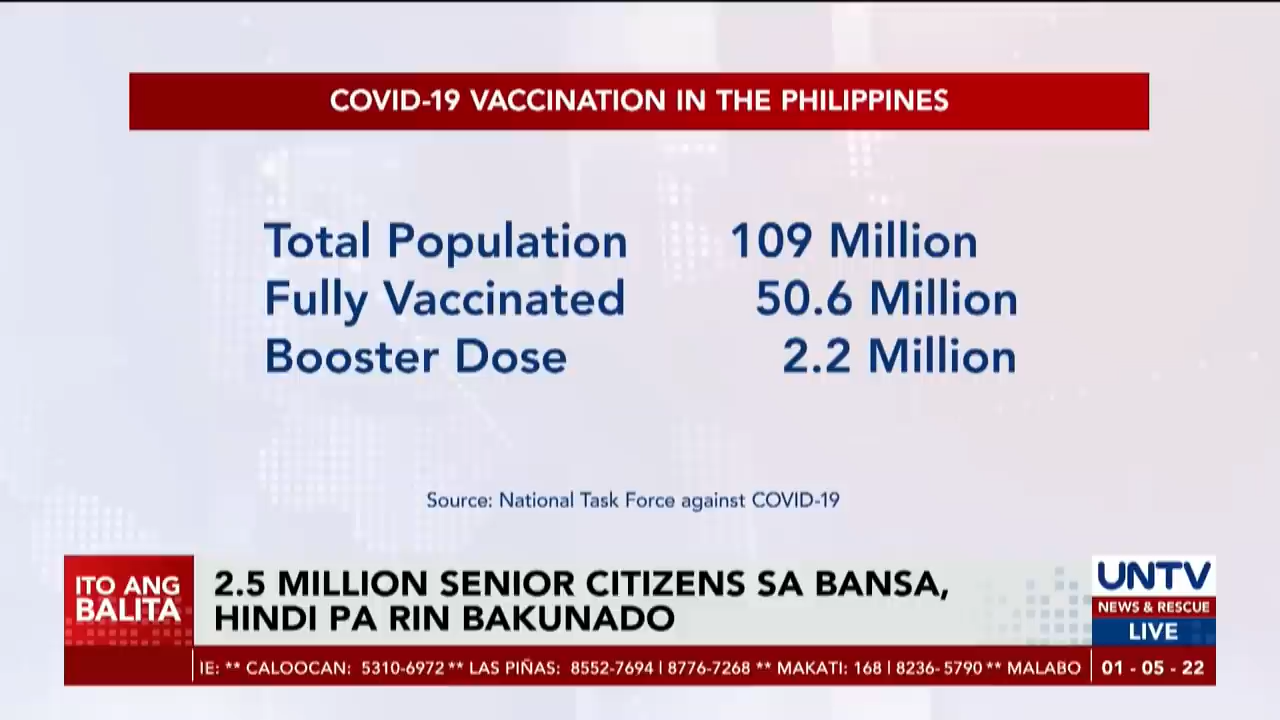 COVID-19 VACCINATION IN THE PHILIPPINES
Total Population 109 Million
Fully Vaccinated 50.6 Million
Booster Dose 2.2 Million
Source: National Task Force against COVID-19
ITO ANG
BALITA
2.5 MILLION SENIOR CITIZENS SA BANSA,
HINDI PA RIN BAKUNADO
UNTV
NEWS & RESCUE
LIVE
IE: ** CALOOCAN: 5310-6972 ** LAS PIÑAS: 8552-7694 | 8776-7268 ** MAKATI: 168 | 8236-5790 ** MALABO
01 - 05 - 22